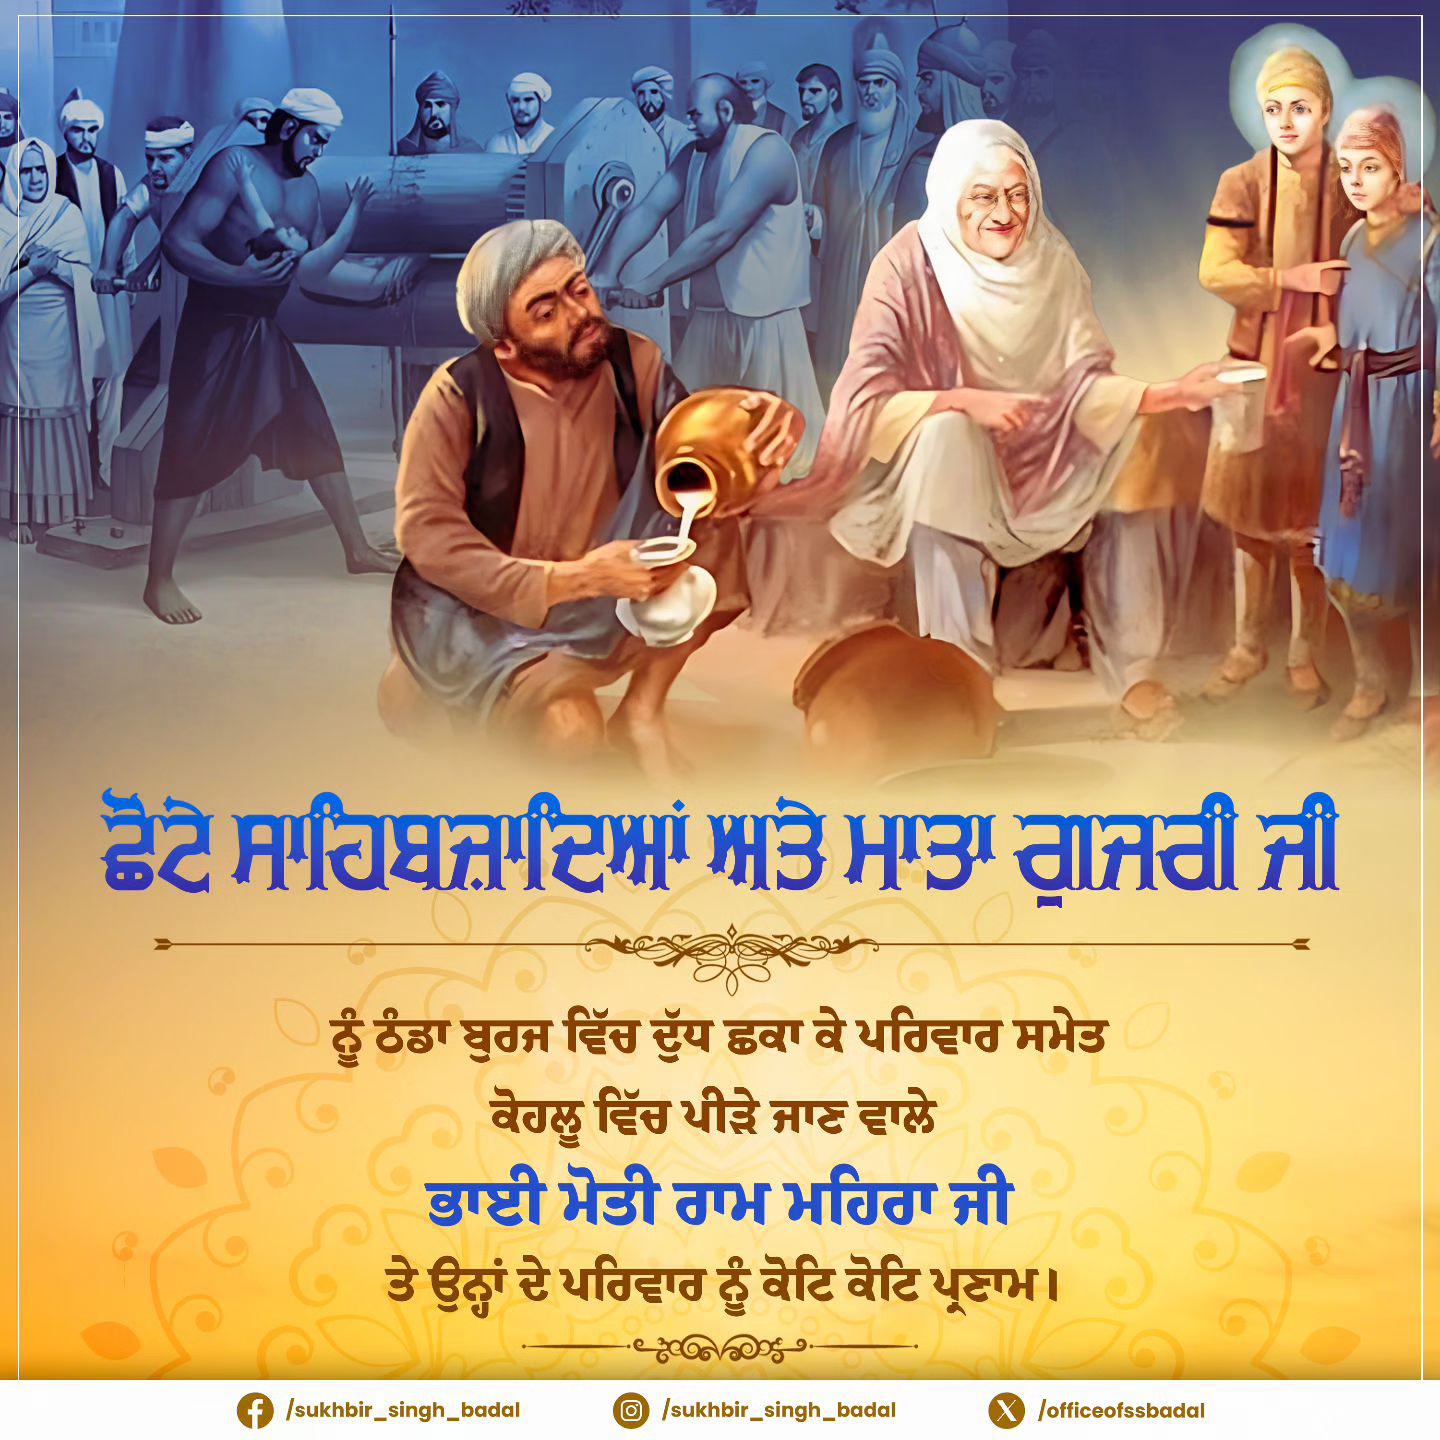 ਛੋਟੇ ਸਾਹਿਬਜ਼ਾਦਿਆਂ ਅਤੇ ਮਾਤਾ ਗੁਜਰੀ ਜੀ
ਨੂੰ ਠੰਡਾ ਬੁਰਜ ਵਿੱਚ ਦੁੱਧ ਛਕਾ ਕੇ ਪਰਿਵਾਰ ਸਮੇਤ
ਕੋਹਲੂ ਵਿੱਚ ਪੀੜੇ ਜਾਣ ਵਾਲੇ
ਭਾਈ ਮੋਤੀ ਰਾਮ ਮਹਿਰਾ ਜੀ
ਤੇ ਉਨ੍ਹਾਂ ਦੇ ਪਰਿਵਾਰ ਨੂੰ ਕੋਟਿ ਕੋਟਿ ਪ੍ਰਣਾਮ।
/sukhbir_singh_badal /sukhbir_singh_badal /officeofssbadal